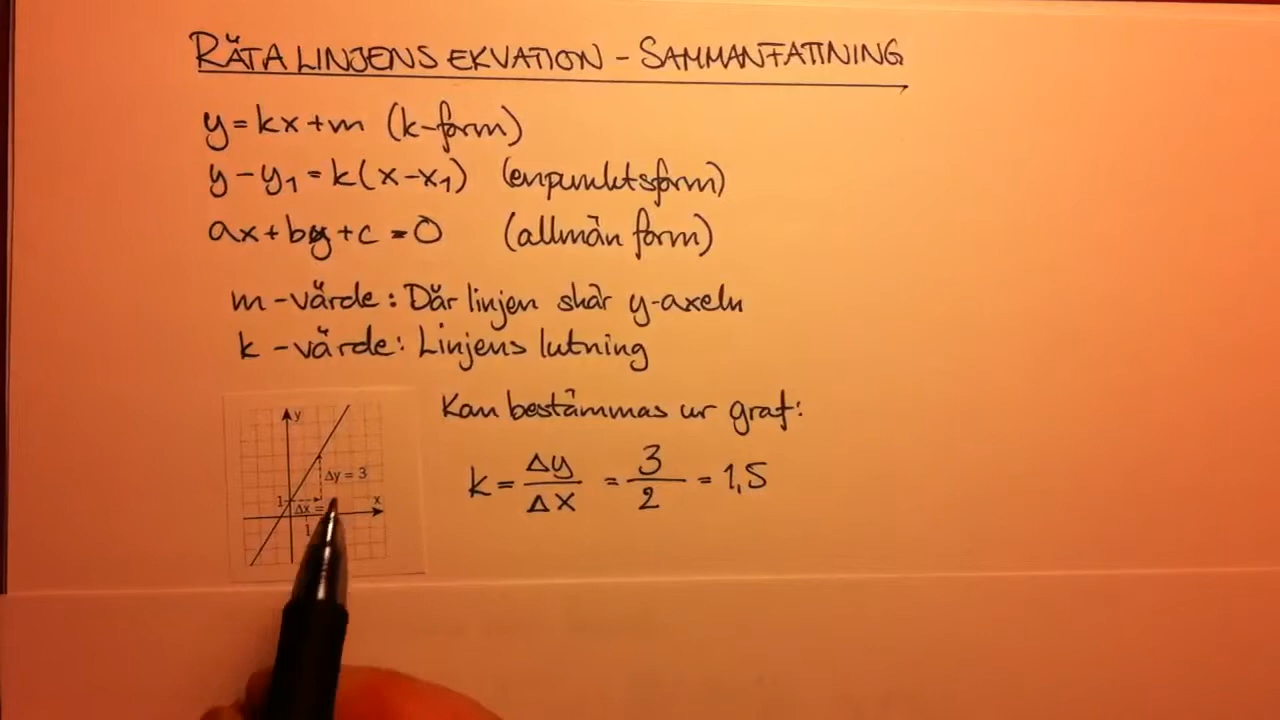 RÄTA LINJENS EKVATION - SAMMANFATTNING
y = kx + m (k-form)
y - y₁ = k(x - x₁) (enpunktsform)
ax + by + c = 0 (allmän form)
m - värde: Där linjen skär y-axeln
k - värde: Linjens lutning
Kan bestämmas ur graf:
y
Δy = 3
1
x
Δx =
1
k = Δy/Δx = 3/2 = 1,5